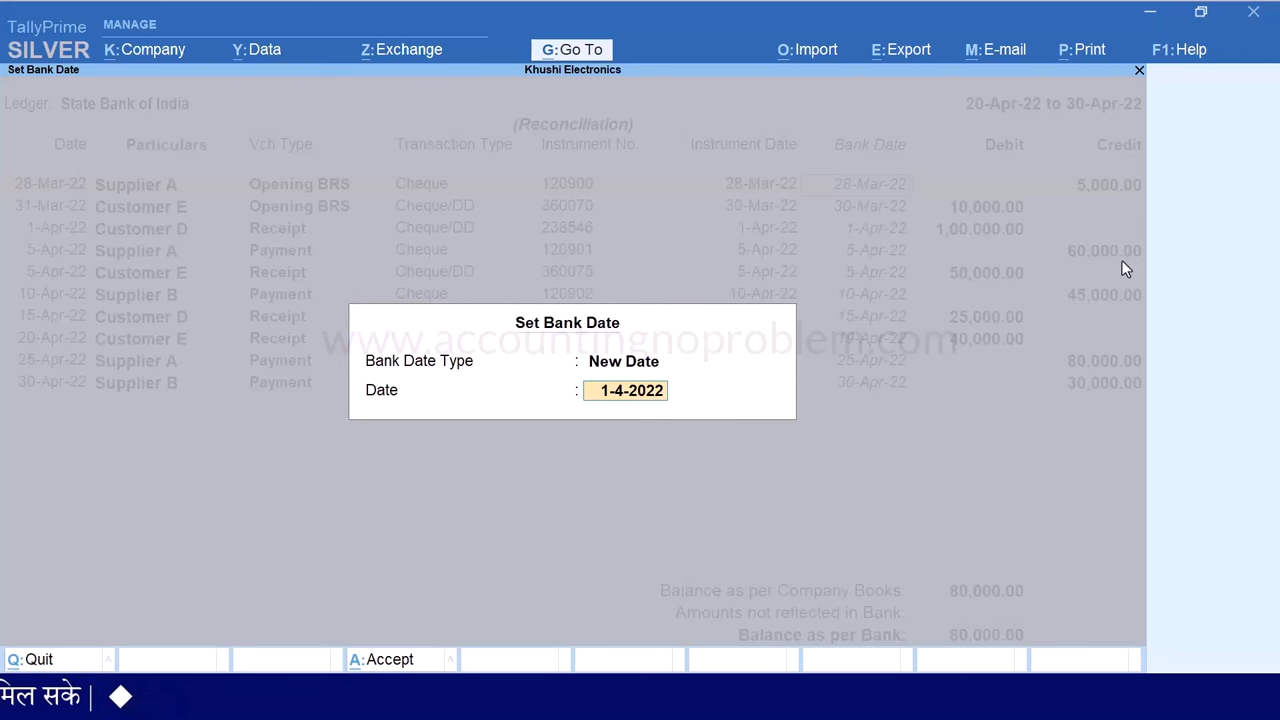 TallyPrime MANAGE
SILVER K:Company Y:Data Z:Exchange G:Go To O:Import E:Export M:E-mail P:Print F1:Help
Set Bank Date Khushi Electronics
Ledger: State Bank of India 20-Apr-22 to 30-Apr-22
(Reconciliation)
Date Particulars Vch Type Transaction Type Instrument No. Instrument Date Bank Date Debit Credit
28-Mar-22 Supplier A Opening BRS Cheque 120900 28-Mar-22 28-Mar-22 5,000.00
31-Mar-22 Customer E Opening BRS Cheque/DD 360070 30-Mar-22 30-Mar-22 10,000.00
1-Apr-22 Customer D Receipt Cheque/DD 238546 1-Apr-22 1-Apr-22 1,00,000.00
5-Apr-22 Supplier A Payment Cheque 120901 5-Apr-22 5-Apr-22 60,000.00
5-Apr-22 Customer E Receipt Cheque/DD 360075 5-Apr-22 5-Apr-22 50,000.00
10-Apr-22 Supplier B Payment Cheque 120902 10-Apr-22 10-Apr-22 45,000.00
15-Apr-22 Customer D Receipt 25,000.00
20-Apr-22 Customer E Receipt 40,000.00
25-Apr-22 Supplier A Payment 25-Apr-22 80,000.00
30-Apr-22 Supplier B Payment 30-Apr-22 30,000.00
Set Bank Date
www.accountingnoproblem.com
Bank Date Type : New Date
Date : 1-4-2022
Balance as per Company Books: 80,000.00
Amounts not reflected in Bank:
Balance as per Bank: 80,000.00
Q:Quit A:Accept
मिल सके |